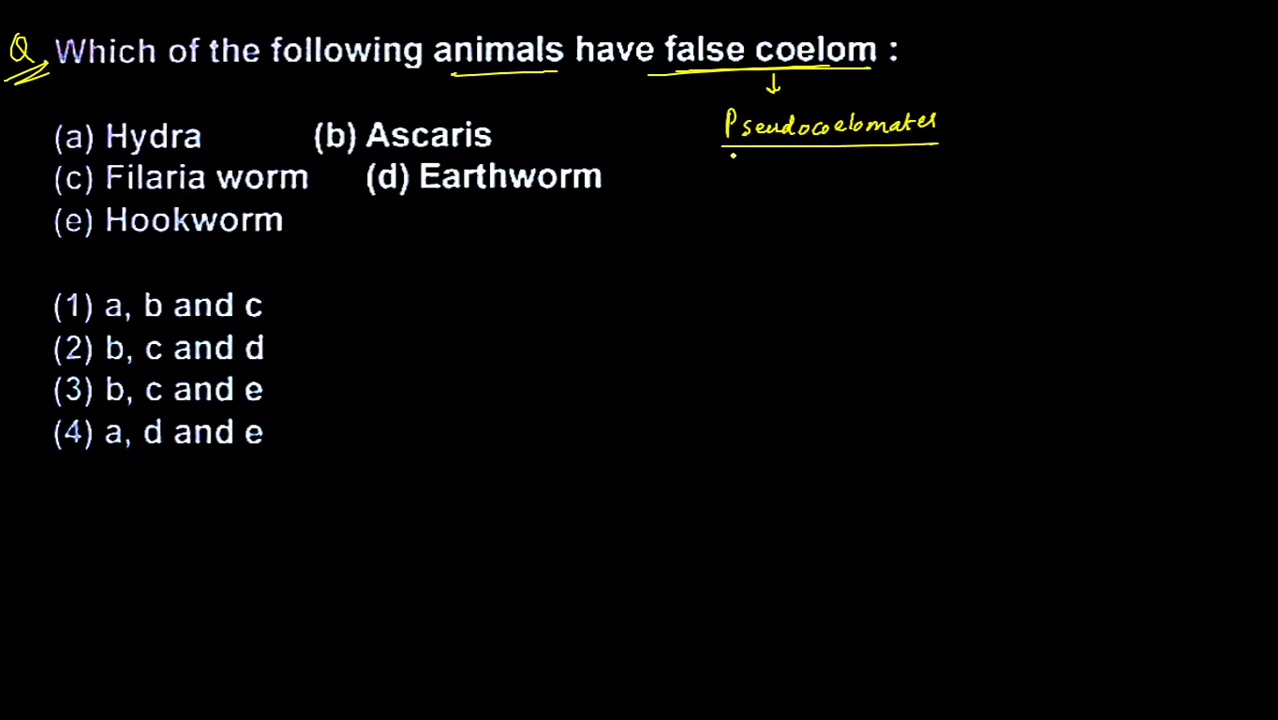 Q. Which of the following animals have false coelom :
Pseudocoelomates
(a) Hydra (b) Ascaris
(c) Filaria worm (d) Earthworm
(e) Hookworm
(1) a, b and c
(2) b, c and d
(3) b, c and e
(4) a, d and e